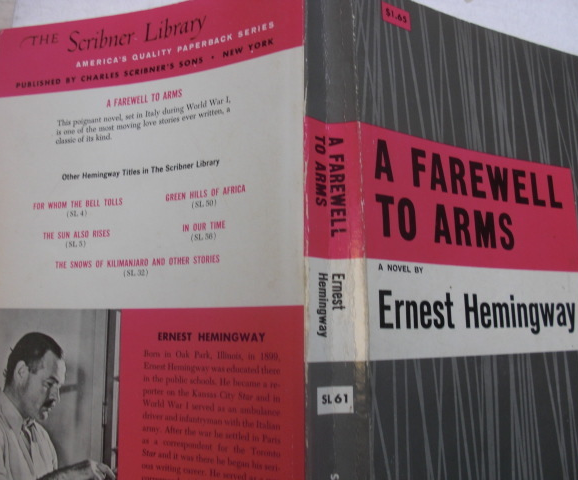 THE Scribner Library
AMERICA'S QUALITY PAPERBACK SERIES
PUBLISHED BY CHARLES SCRIBNER'S SONS • NEW YORK
A FAREWELL TO ARMS
This poignant novel, set in Italy during World War I,
is one of the most moving love stories ever written, a
classic of its kind.
Other Hemingway Titles in The Scribner Library
FOR WHOM THE BELL TOLLS
(SL 4)
GREEN HILLS OF AFRICA
(SL 50)
THE SUN ALSO RISES
(SL 5)
IN OUR TIME
(SL 56)
THE SNOWS OF KILIMANJARO AND OTHER STORIES
(SL 32)
ERNEST HEMINGWAY
Born in Oak Park, Illinois, in 1899,
Ernest Hemingway was educated there
in the public schools. He became a re-
porter on the Kansas City Star and in
World War I served as an ambulance
driver and infantryman with the Italian
army. After the war he settled in Paris
as a correspondent for the Toronto
Star and it was there he began his seri-
ous writing career. He served as a
A FAREWELL
TO ARMS
Ernest
Hemingway
SL 61
S
$1.65
A FAREWELL
TO ARMS
A NOVEL BY
Ernest Hemingway